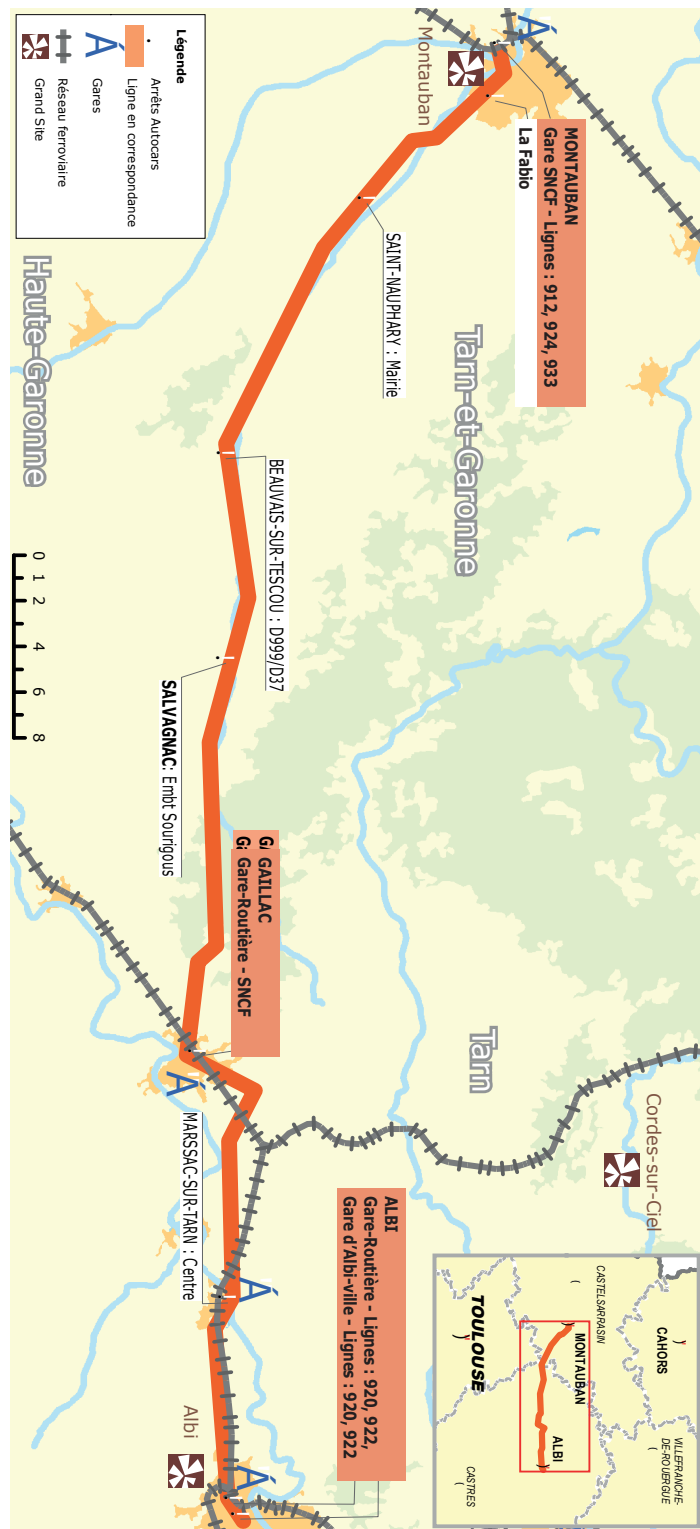 Légende
Arrêts Autocars
Ligne en correspondance
Gares
Réseau ferroviaire
Grand Site
Montauban
MONTAUBAN
Gare SNCF - Lignes : 912, 924, 933
La Fabio
SAINT-NAUPHARY : Mairie
Tarn-et-Garonne
Haute-Garonne
BEAUVAIS-SUR-TESCOU : D999/D37
0 1 2 4 6 8
SALVAGNAC: Embt Sourigous
GAILLAC
Gare-Routière - SNCF
Tarn
MARSSAC-SUR-TARN : Centre
Cordes-sur-Ciel
ALBI
Gare-Routière - Lignes : 920, 922,
Gare d'Albi-ville - Lignes : 920, 922
Albi
CAHORS
VILLEFRANCHE-
DE-ROUERGUE
CASTELSARRASIN
MONTAUBAN
ALBI
TOULOUSE
CASTRES